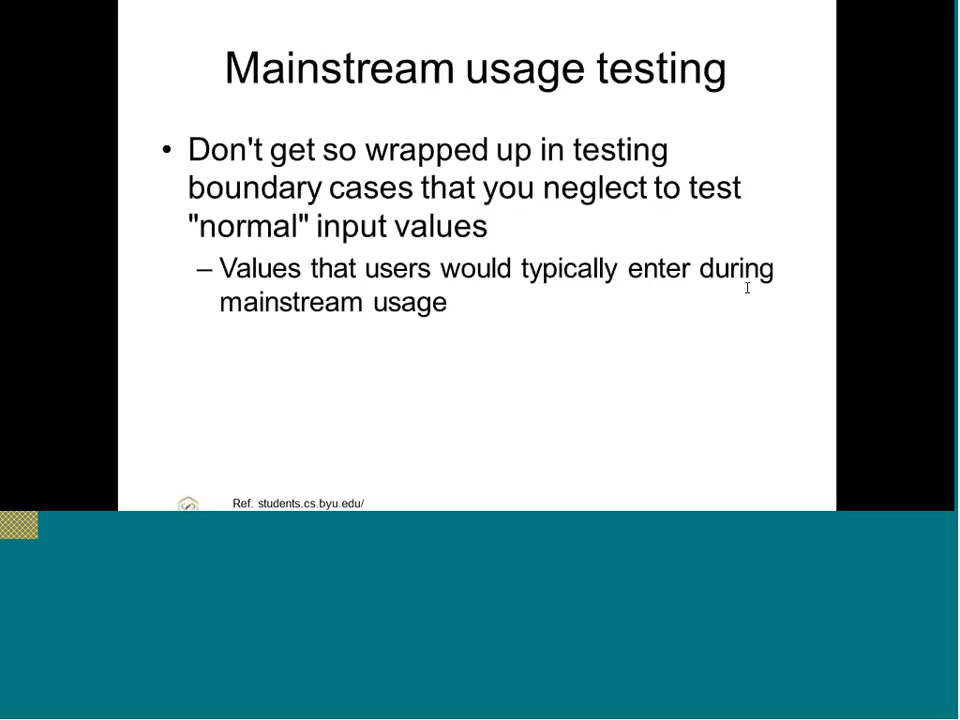 Mainstream usage testing
• Don't get so wrapped up in testing
boundary cases that you neglect to test
"normal" input values
– Values that users would typically enter during
mainstream usage
Ref. students.cs.byu.edu/